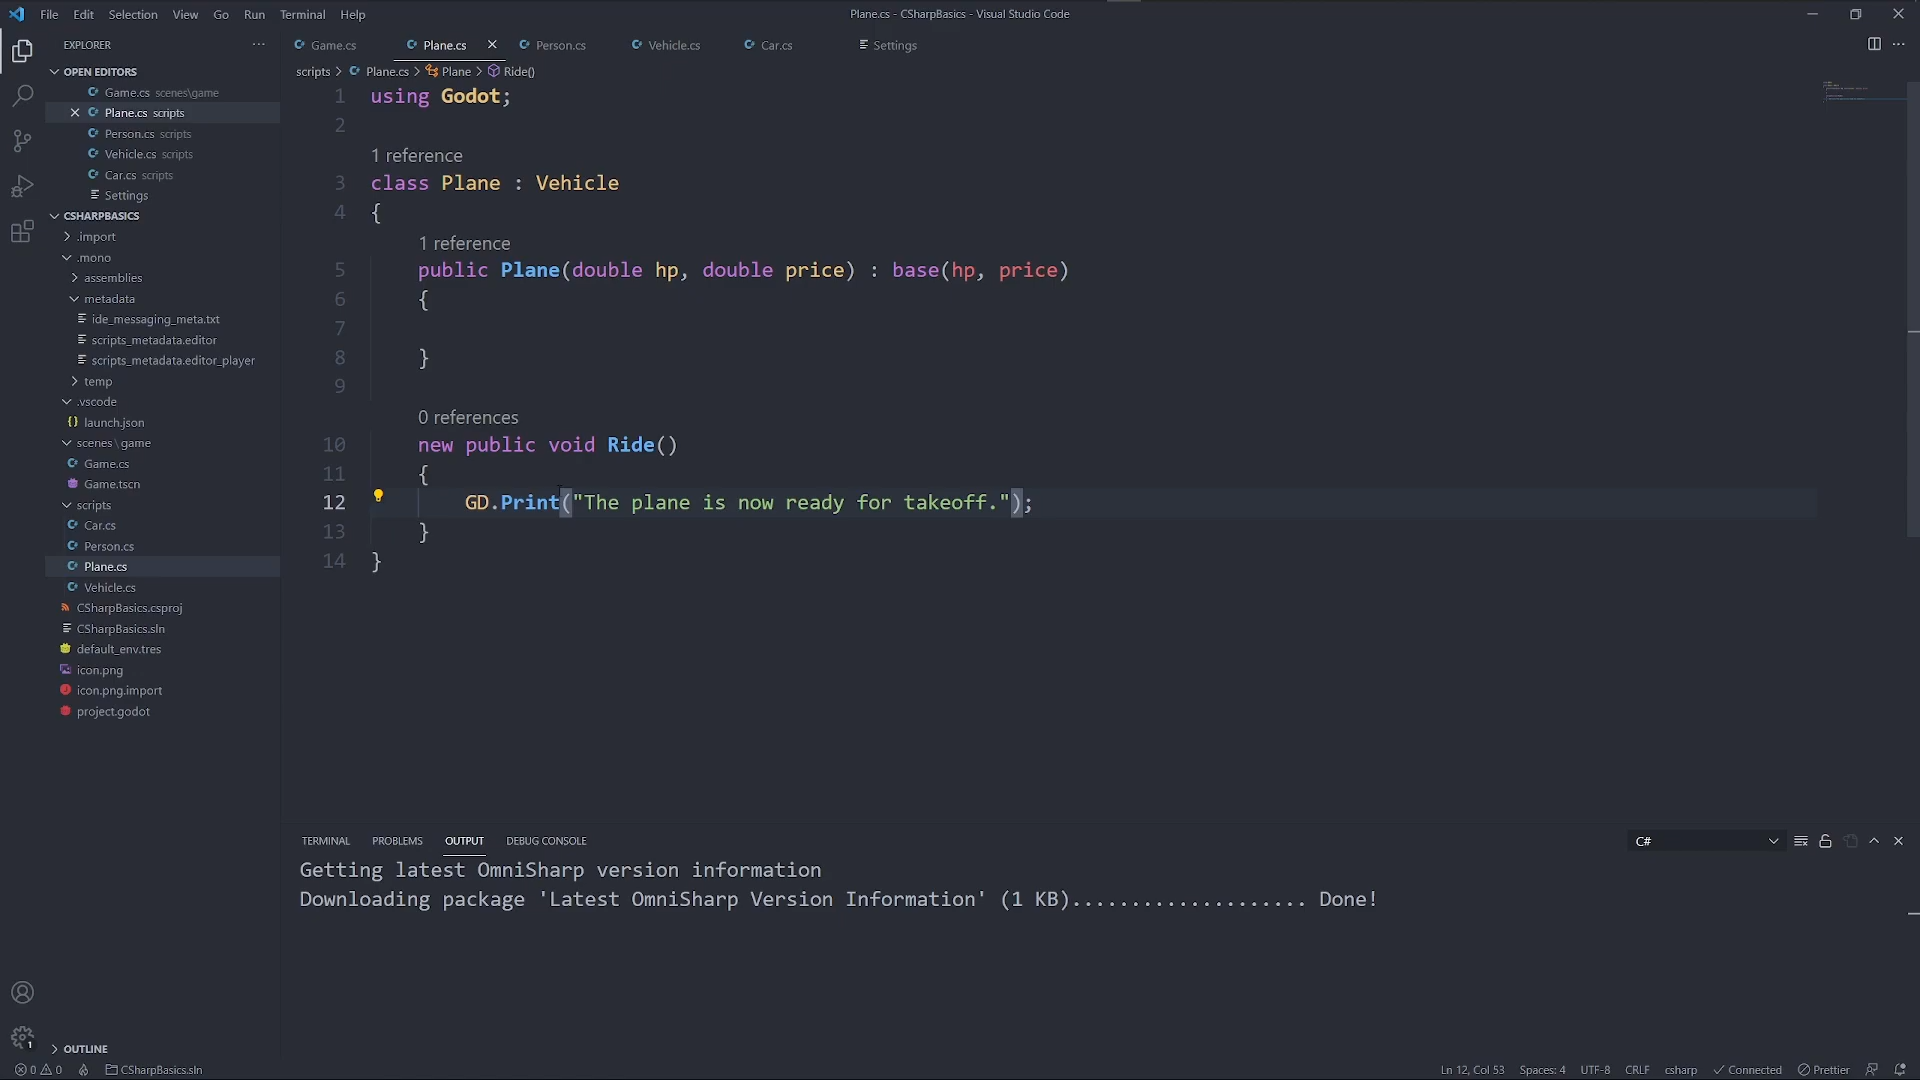 File Edit Selection View Go Run Terminal Help
Plane.cs - CSharpBasics - Visual Studio Code
EXPLORER
OPEN EDITORS
Game.cs scenes\game
Plane.cs scripts
Person.cs scripts
Vehicle.cs scripts
Car.cs scripts
Settings
CSHARPBASICS
.import
.mono
assemblies
metadata
ide_messaging_meta.txt
scripts_metadata.editor
scripts_metadata.editor_player
temp
.vscode
launch.json
scenes\game
Game.cs
Game.tscn
scripts
Car.cs
Person.cs
Plane.cs
Vehicle.cs
CSharpBasics.csproj
CSharpBasics.sln
default_env.tres
icon.png
icon.png.import
project.godot
OUTLINE
Game.cs Plane.cs Person.cs Vehicle.cs Car.cs Settings
scripts > Plane.cs > Plane > Ride()
1 using Godot;
2
1 reference
3 class Plane : Vehicle
4 {
1 reference
5 public Plane(double hp, double price) : base(hp, price)
6 {
7
8 }
9
0 references
10 new public void Ride()
11 {
12 GD.Print("The plane is now ready for takeoff.");
13 }
14 }
TERMINAL PROBLEMS OUTPUT DEBUG CONSOLE
C#
Getting latest OmniSharp version information
Downloading package 'Latest OmniSharp Version Information' (1 KB).................... Done!
1
0 0 CSharpBasics.sln
Ln 12, Col 53 Spaces: 4 UTF-8 CRLF csharp Connected Prettier